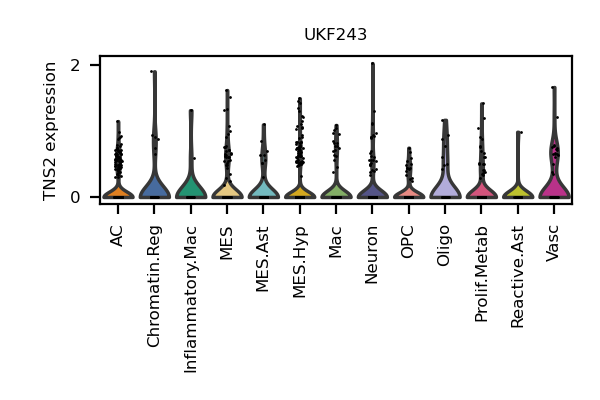 UKF243
TNS2 expression
2
0
AC
Chromatin.Reg
Inflammatory.Mac
MES
MES.Ast
MES.Hyp
Mac
Neuron
OPC
Oligo
Prolif.Metab
Reactive.Ast
Vasc